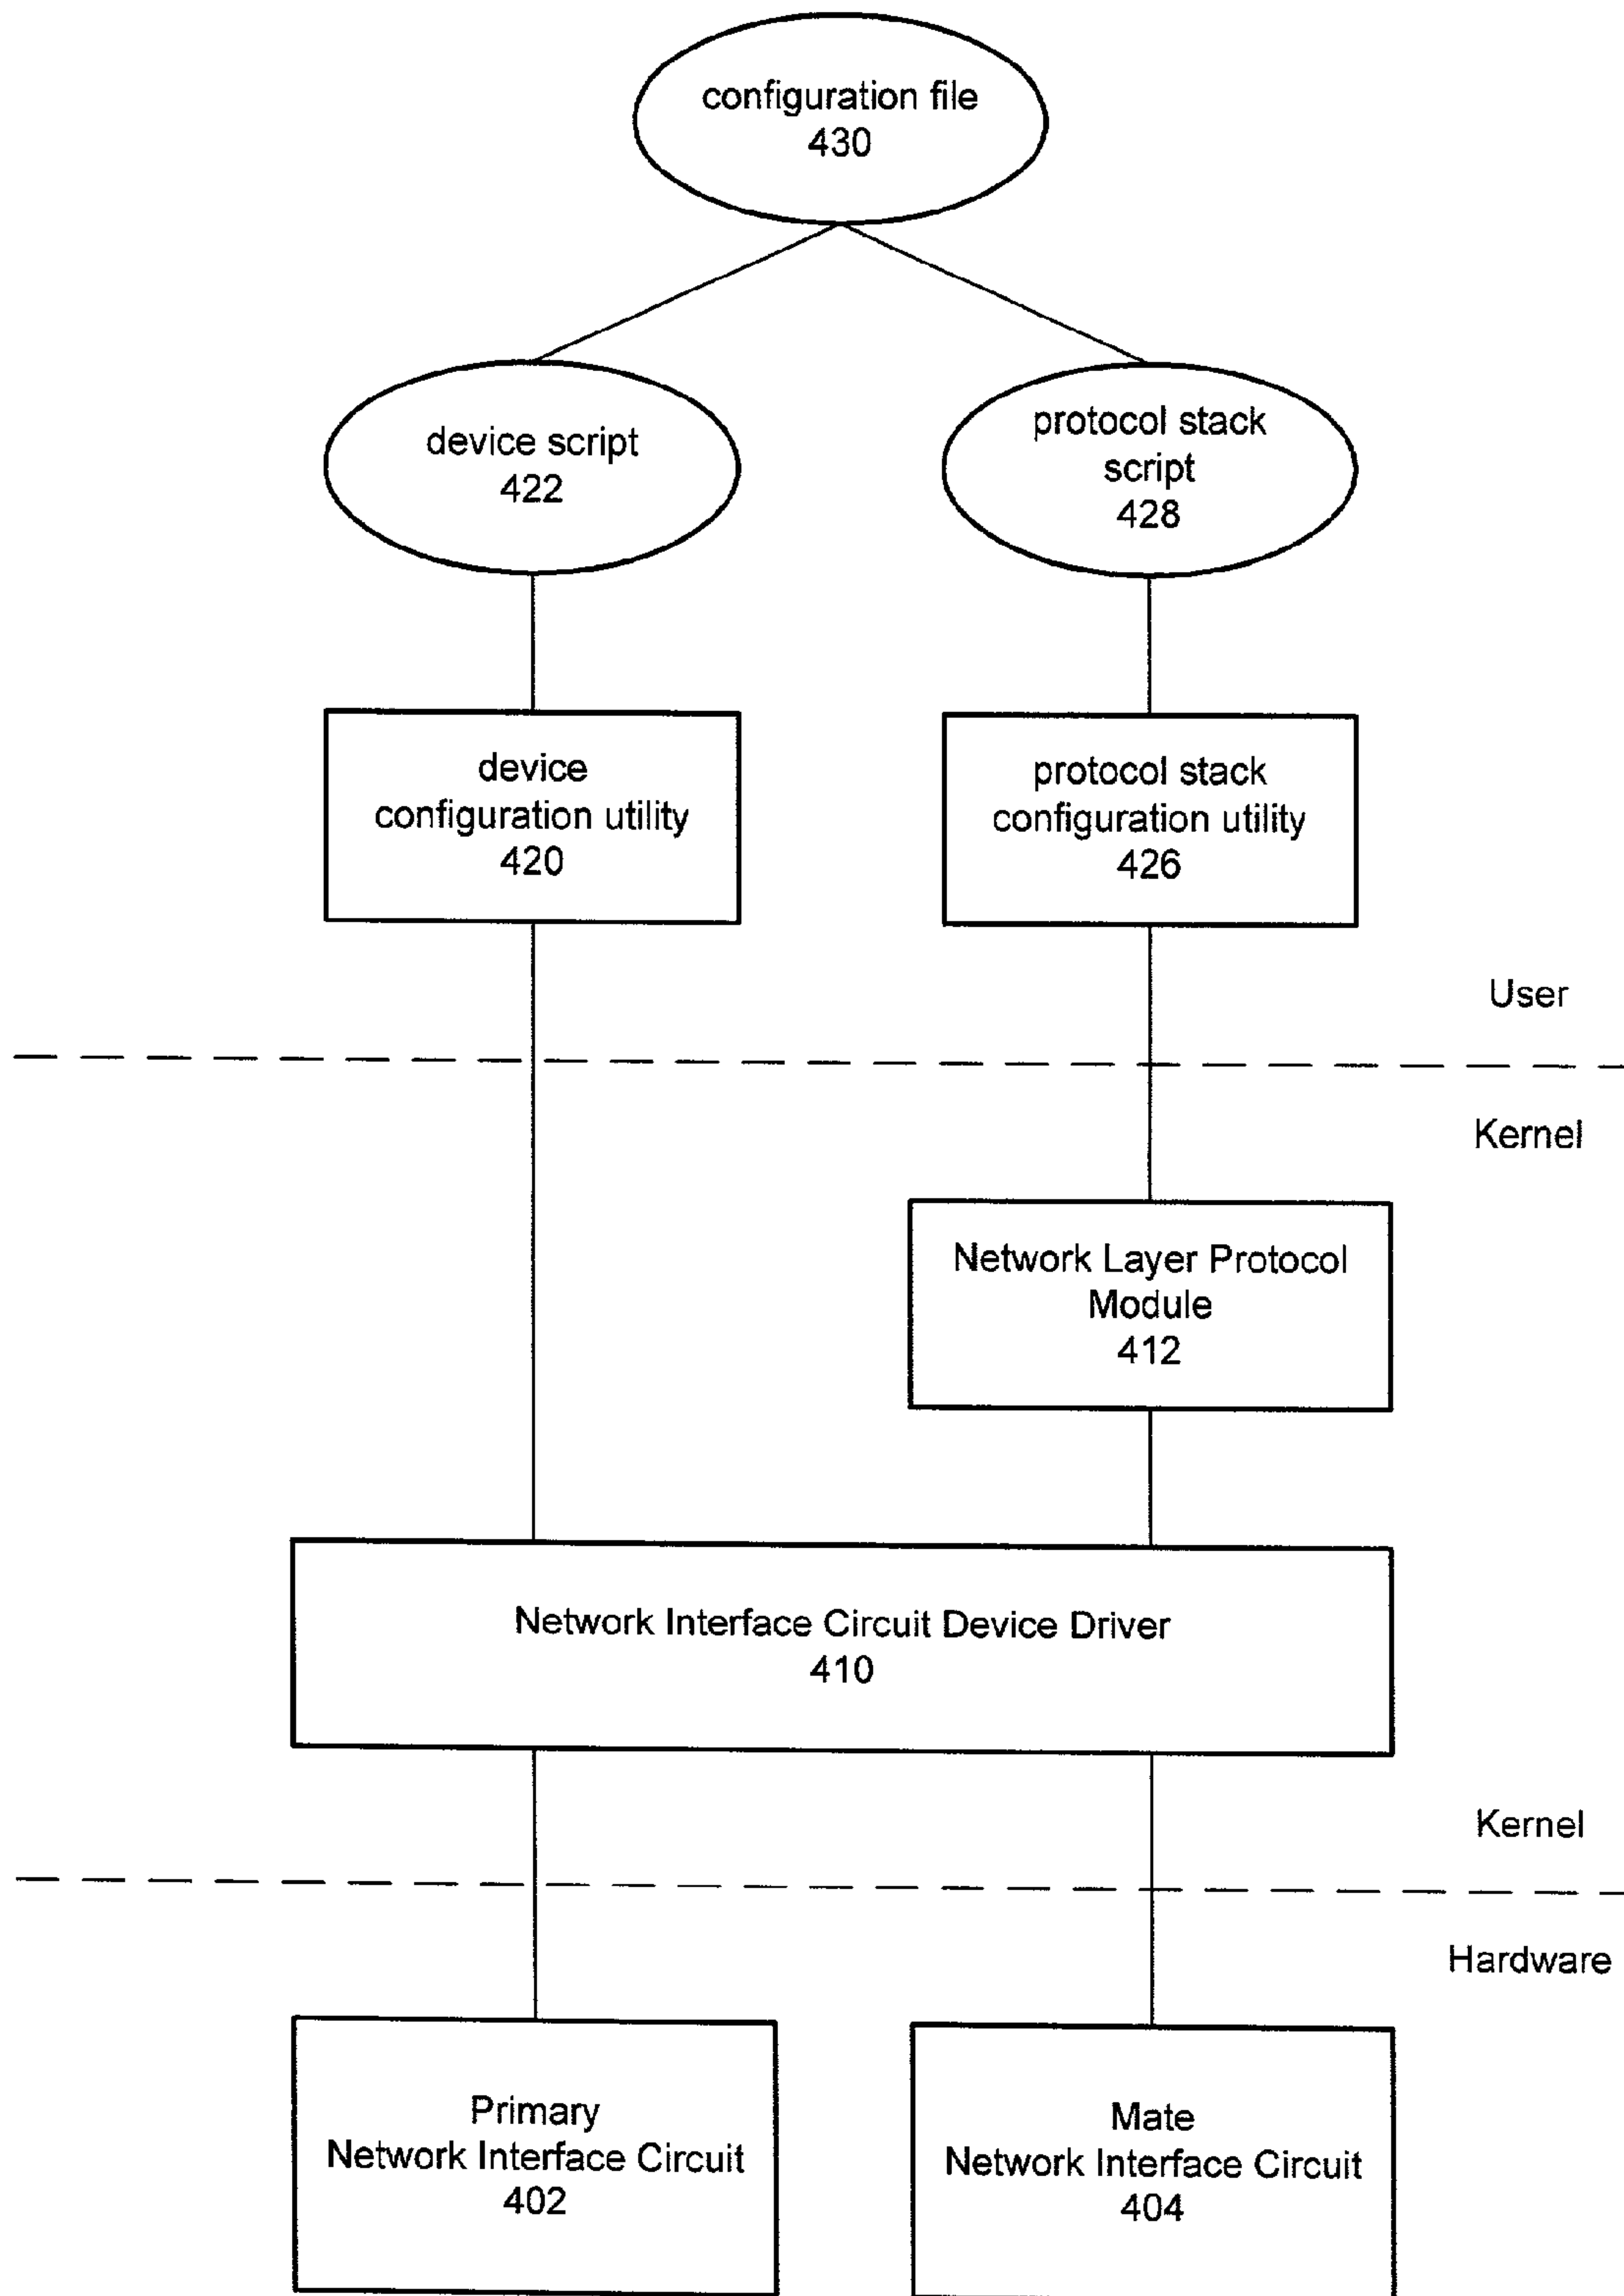 configuration file
430
device script
422
protocol stack
script
428
device
configuration utility
420
protocol stack
configuration utility
426
User
Kernel
Network Layer Protocol
Module
412
Network Interface Circuit Device Driver
410
Kernel
Hardware
Primary
Network Interface Circuit
402
Mate
Network Interface Circuit
404